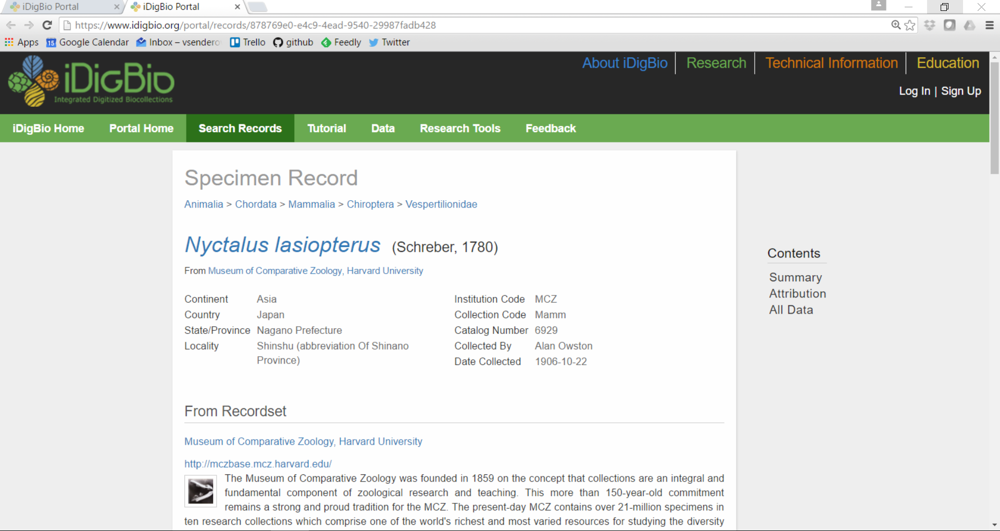 iDigBio Portal
iDigBio Portal
https://www.idigbio.org/portal/records/878769e0-e4c9-4ead-9540-29987fadb428
Apps 15 Google Calendar Inbox – vsendero Trello github Feedly Twitter
iDigBio
Integrated Digitized Biocollections
About iDigBio Research Technical Information Education
Log In | Sign Up
iDigBio Home Portal Home Search Records Tutorial Data Research Tools Feedback
Specimen Record
Animalia > Chordata > Mammalia > Chiroptera > Vespertilionidae
Nyctalus lasiopterus (Schreber, 1780)
From Museum of Comparative Zoology, Harvard University
Continent Asia
Country Japan
State/Province Nagano Prefecture
Locality Shinshu (abbreviation Of Shinano
Province)
Institution Code MCZ
Collection Code Mamm
Catalog Number 6929
Collected By Alan Owston
Date Collected 1906-10-22
Contents
Summary
Attribution
All Data
From Recordset
Museum of Comparative Zoology, Harvard University
http://mczbase.mcz.harvard.edu/
The Museum of Comparative Zoology was founded in 1859 on the concept that collections are an integral and
fundamental component of zoological research and teaching. This more than 150-year-old commitment
remains a strong and proud tradition for the MCZ. The present-day MCZ contains over 21-million specimens in
ten research collections which comprise one of the world's richest and most varied resources for studying the diversity